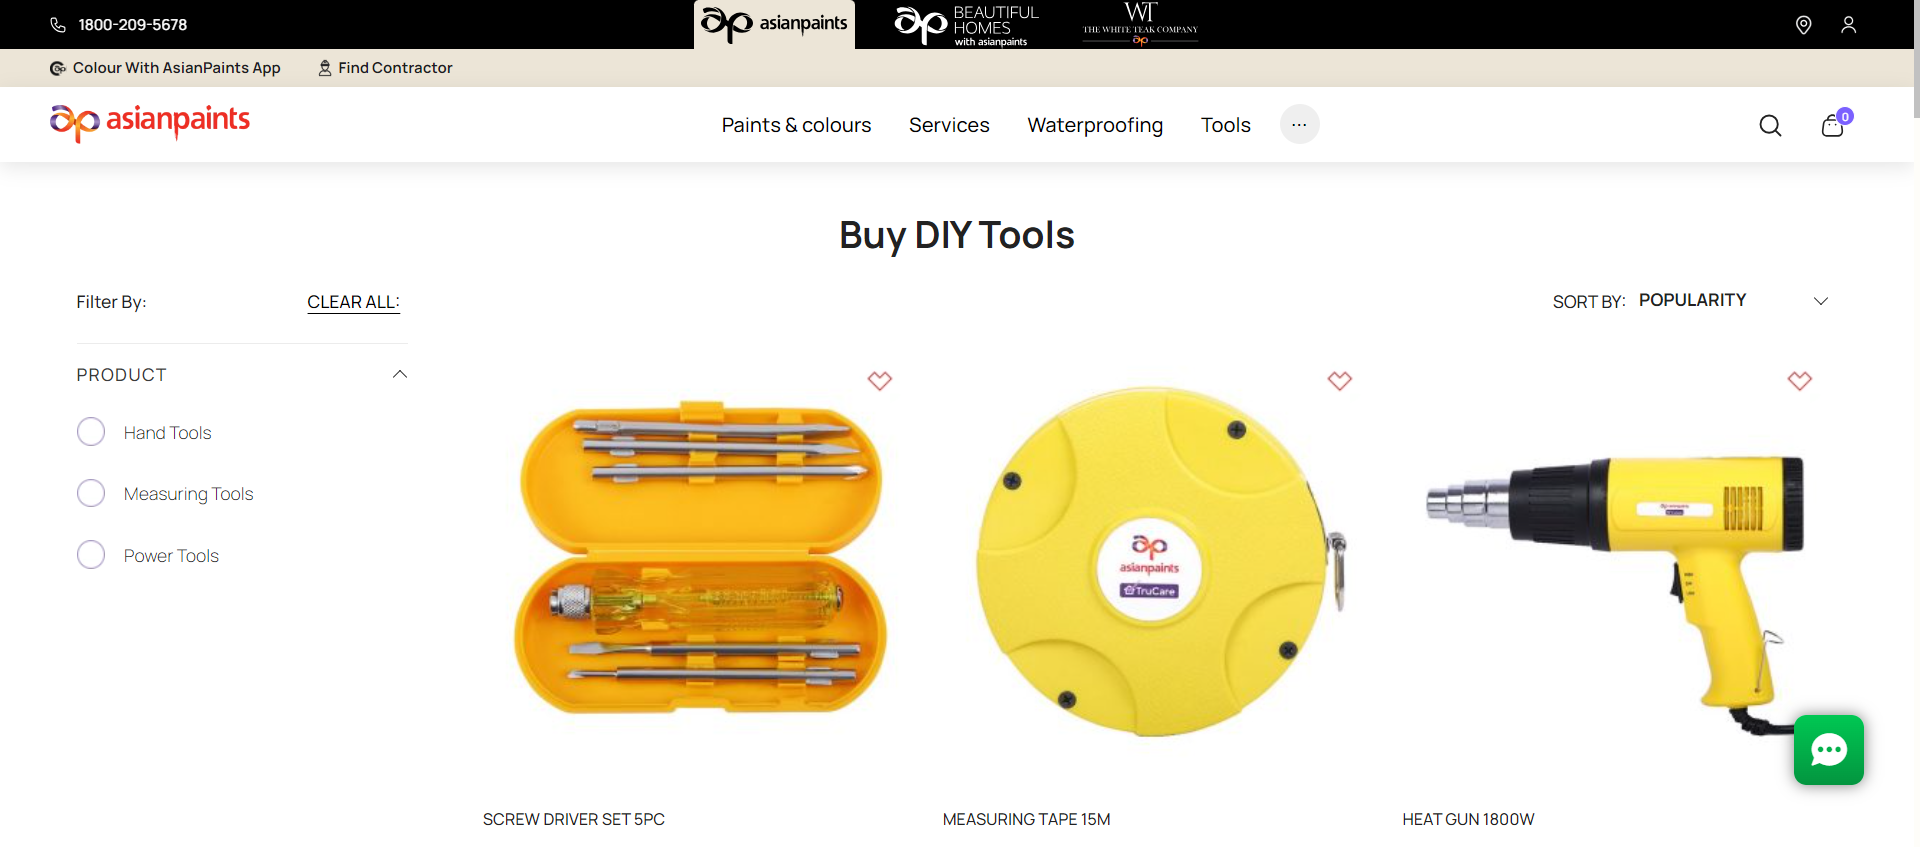 1800-209-5678
asianpaints
BEAUTIFUL
HOMES
with asianpaints
WT
THE WHITE TEAK COMPANY
Colour With AsianPaints App
Find Contractor
asianpaints
Paints & colours
Services
Waterproofing
Tools
...
0
Buy DIY Tools
Filter By:
CLEAR ALL:
SORT BY: POPULARITY
PRODUCT
Hand Tools
Measuring Tools
Power Tools
asianpaints
TruCare
SCREW DRIVER SET 5PC
MEASURING TAPE 15M
HEAT GUN 1800W